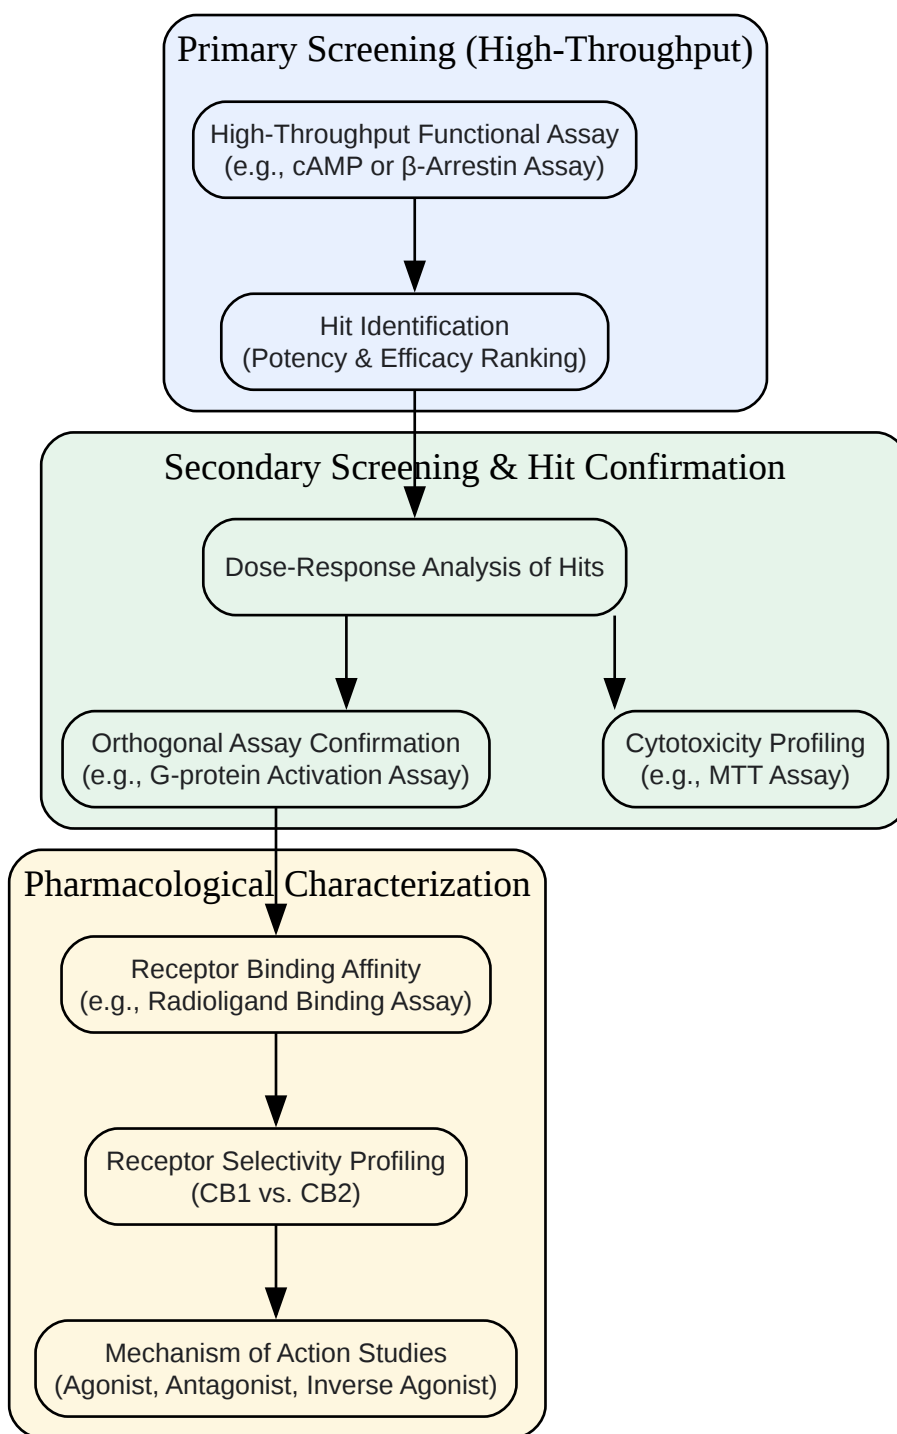 Primary Screening (High-Throughput)
High-Throughput Functional Assay
(e.g., cAMP or β-Arrestin Assay)
Hit Identification
(Potency & Efficacy Ranking)
Secondary Screening & Hit Confirmation
Dose-Response Analysis of Hits
Orthogonal Assay Confirmation
(e.g., G-protein Activation Assay)
Cytotoxicity Profiling
(e.g., MTT Assay)
Pharmacological Characterization
Receptor Binding Affinity
(e.g., Radioligand Binding Assay)
Receptor Selectivity Profiling
(CB1 vs. CB2)
Mechanism of Action Studies
(Agonist, Antagonist, Inverse Agonist)